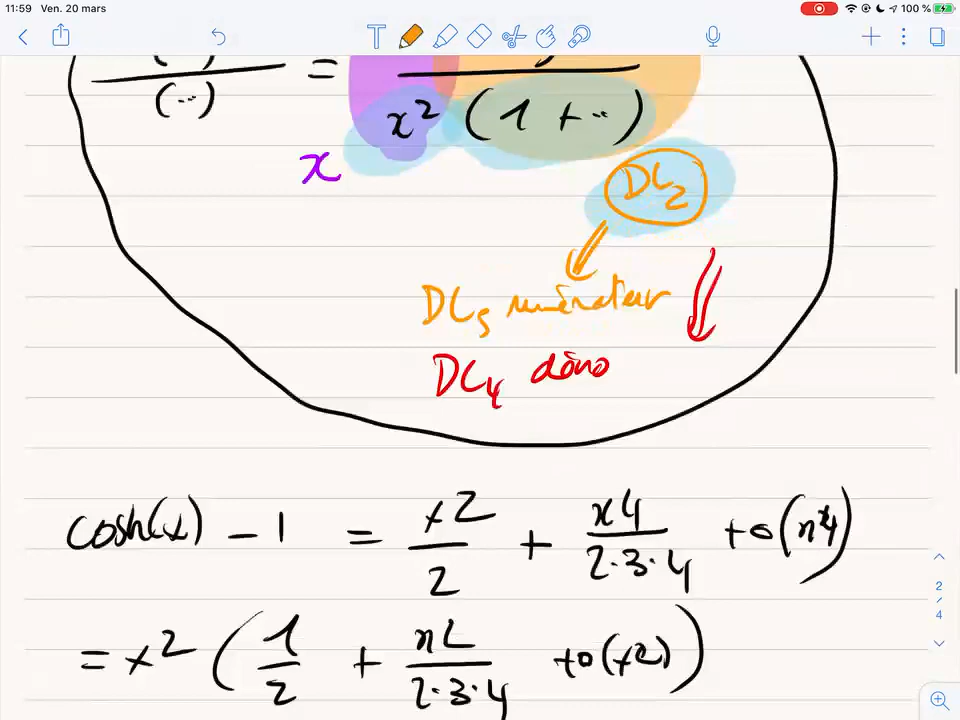 11:59 Ven. 20 mars 100 %
(··) = x² (1 + ··)
x
DL₂
DL₅ numérateur
DL₄ déno
cosh(x) - 1 = x2/2 + x4/2·3·4 + o(x4)
= x2 (1/2 + x2/2·3·4 + o(x2))
2/4